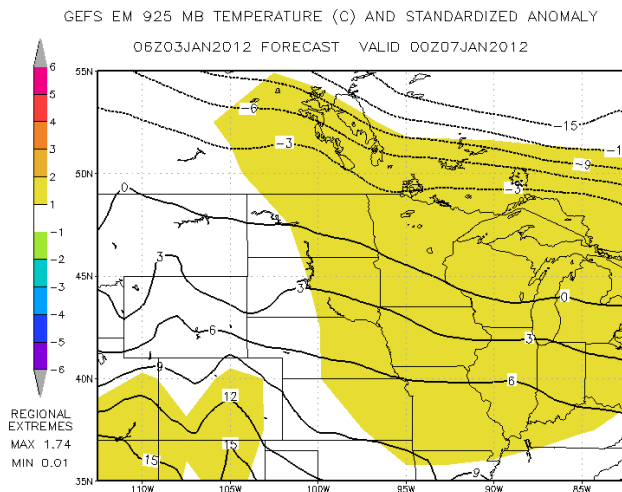 GEFS EM 925 MB TEMPERATURE (C) AND STANDARDIZED ANOMALY
06Z03JAN2012 FORECAST VALID 00Z07JAN2012
6
5
4
3
2
1
-1
-2
-3
-4
-5
-6
REGIONAL
EXTREMES
MAX 1.74
MIN 0.01
55N
50N
45N
40N
35N
110W
105W
100W
95W
90W
85W
-6
-3
-15
-1
-9
-3
0
3
3
0
6
3
9
6
12
15
15
9